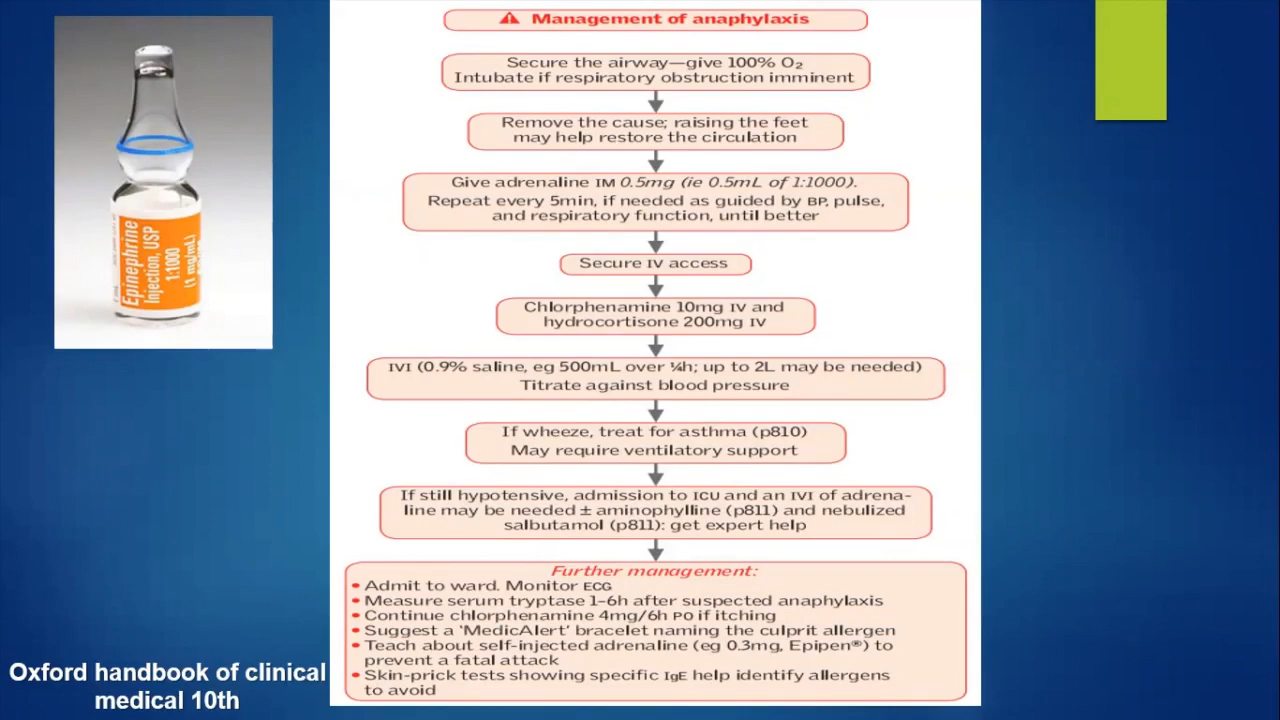 Management of anaphylaxis
Secure the airway—give 100% O₂
Intubate if respiratory obstruction imminent
Remove the cause; raising the feet
may help restore the circulation
Give adrenaline IM 0.5mg (ie 0.5mL of 1:1000).
Repeat every 5min, if needed as guided by BP, pulse,
and respiratory function, until better
Secure IV access
Chlorphenamine 10mg IV and
hydrocortisone 200mg IV
IVI (0.9% saline, eg 500mL over ¼h; up to 2L may be needed)
Titrate against blood pressure
If wheeze, treat for asthma (p810)
May require ventilatory support
If still hypotensive, admission to ICU and an IVI of adrena-
line may be needed ± aminophylline (p811) and nebulized
salbutamol (p811): get expert help
Further management:
• Admit to ward. Monitor ECG
• Measure serum tryptase 1–6h after suspected anaphylaxis
• Continue chlorphenamine 4mg/6h PO if itching
• Suggest a ‘MedicAlert’ bracelet naming the culprit allergen
• Teach about self-injected adrenaline (eg 0.3mg, Epipen®) to
prevent a fatal attack
• Skin-prick tests showing specific IgE help identify allergens
to avoid
Epinephrine
Injection, USP
1:1000
(1 mg/mL)
Oxford handbook of clinical
medical 10th